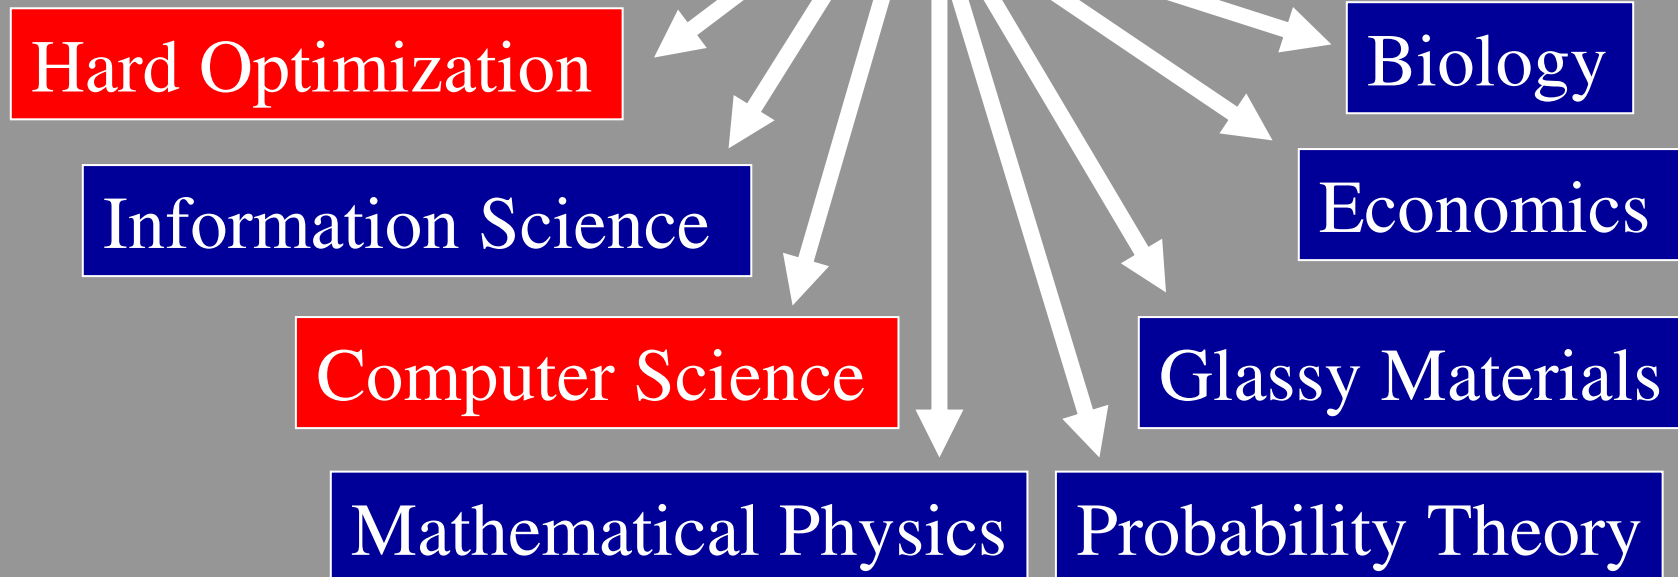 Hard Optimization
Biology
Information Science
Economics
Computer Science
Glassy Materials
Mathematical Physics
Probability Theory